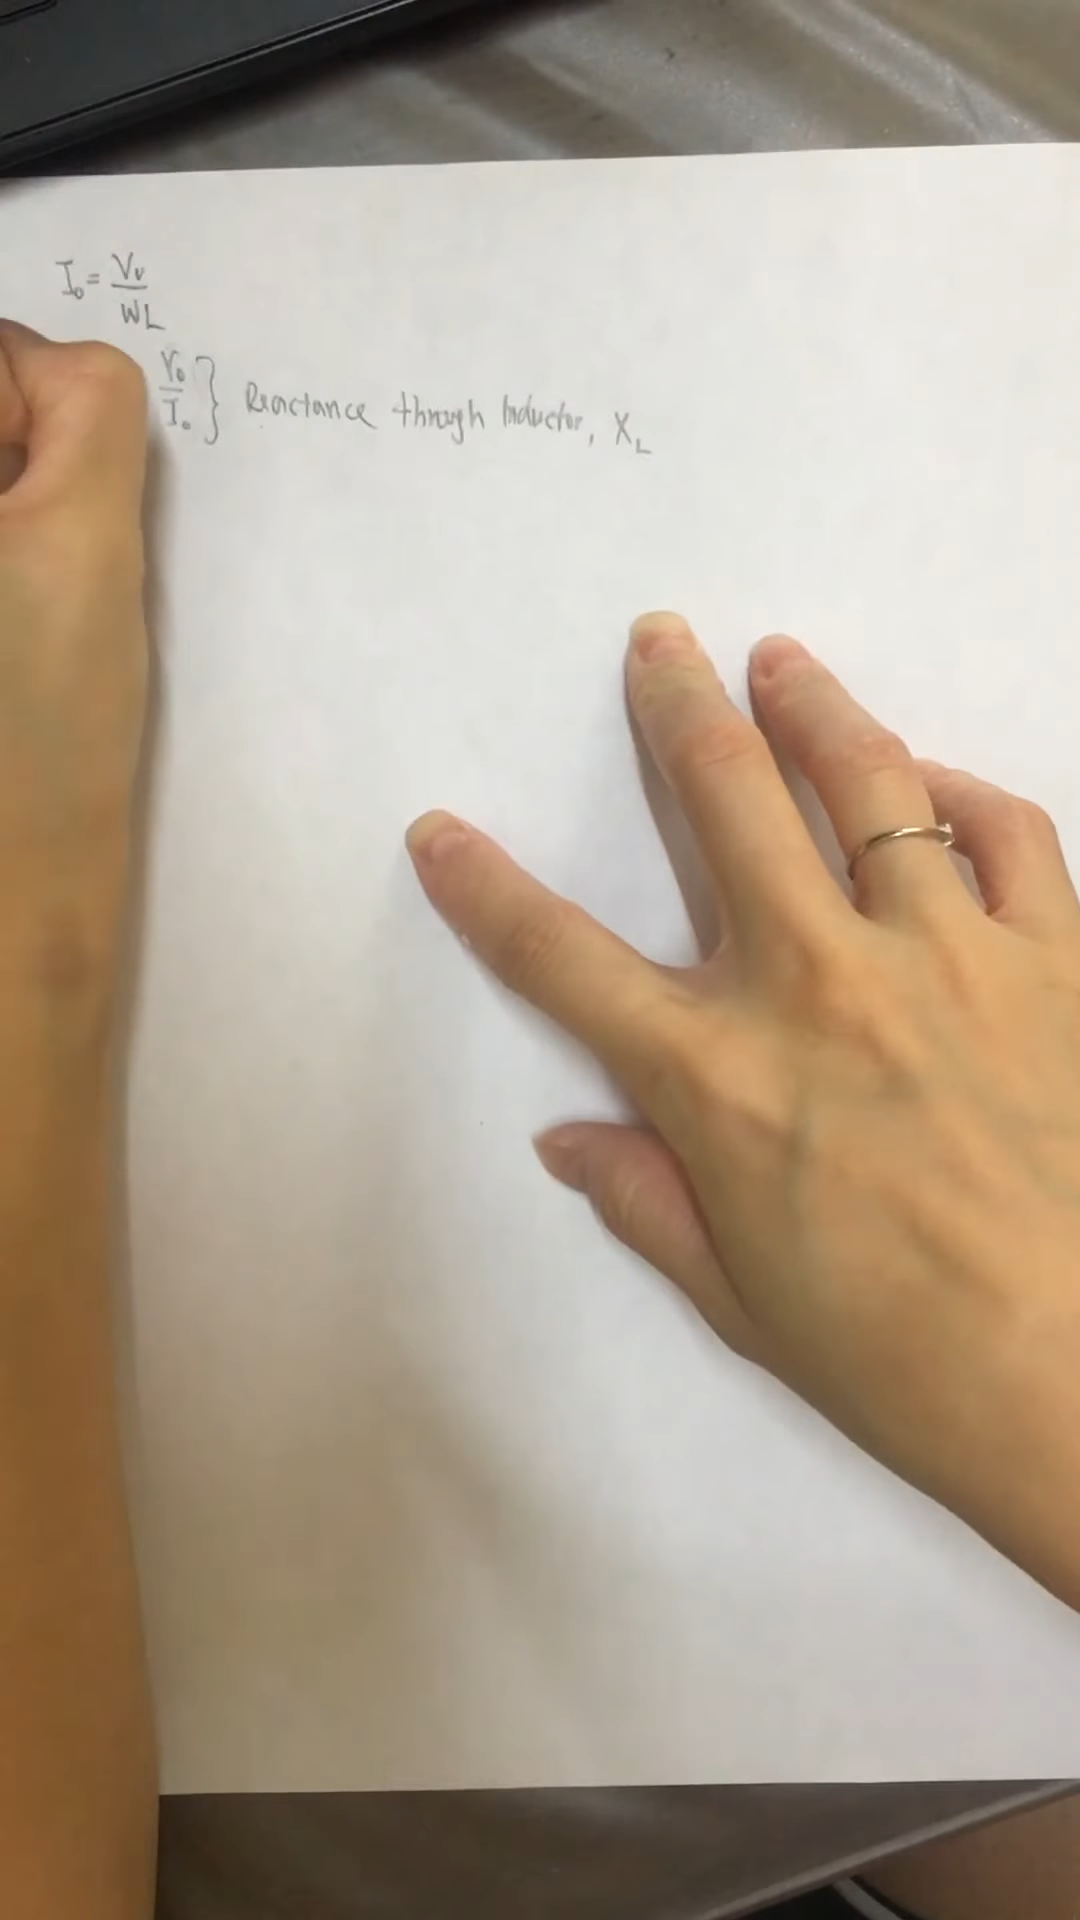 I₀ = V₀/WL
V₀/I₀ } Reactance through Inductor, X_L